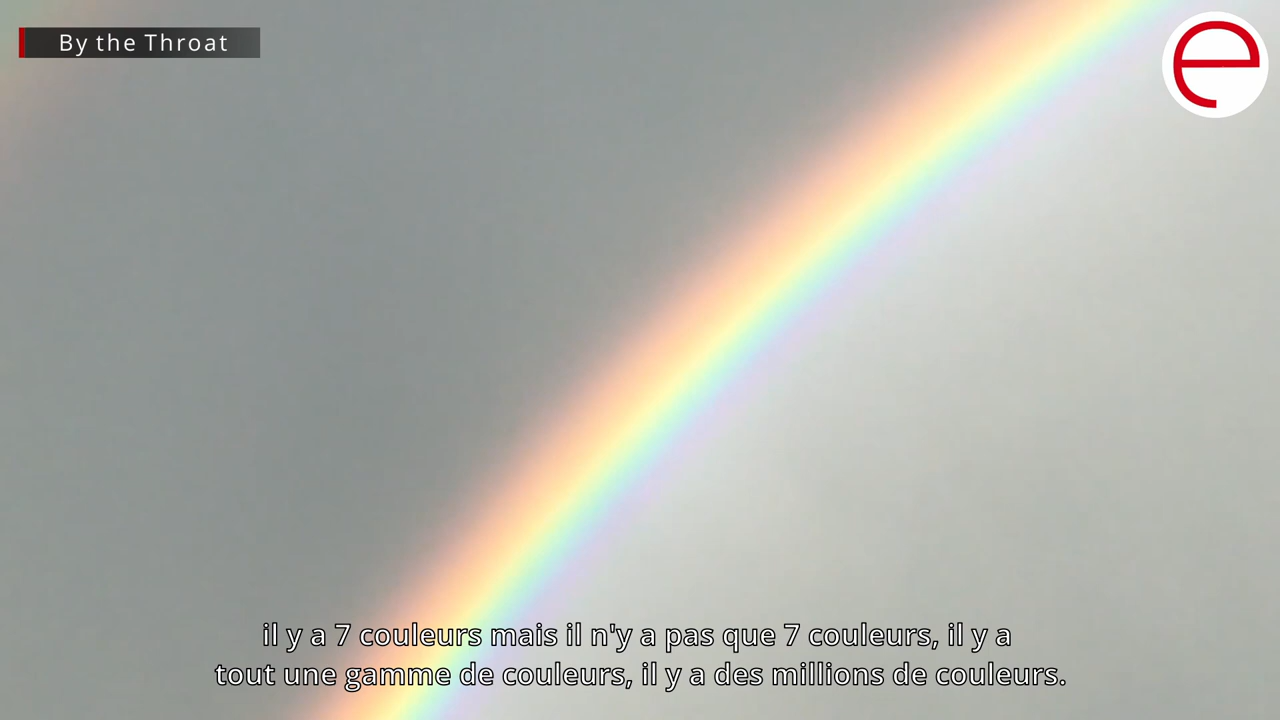 By the Throat
e
il y a 7 couleurs mais il n'y a pas que 7 couleurs, il y a
tout une gamme de couleurs, il y a des millions de couleurs.